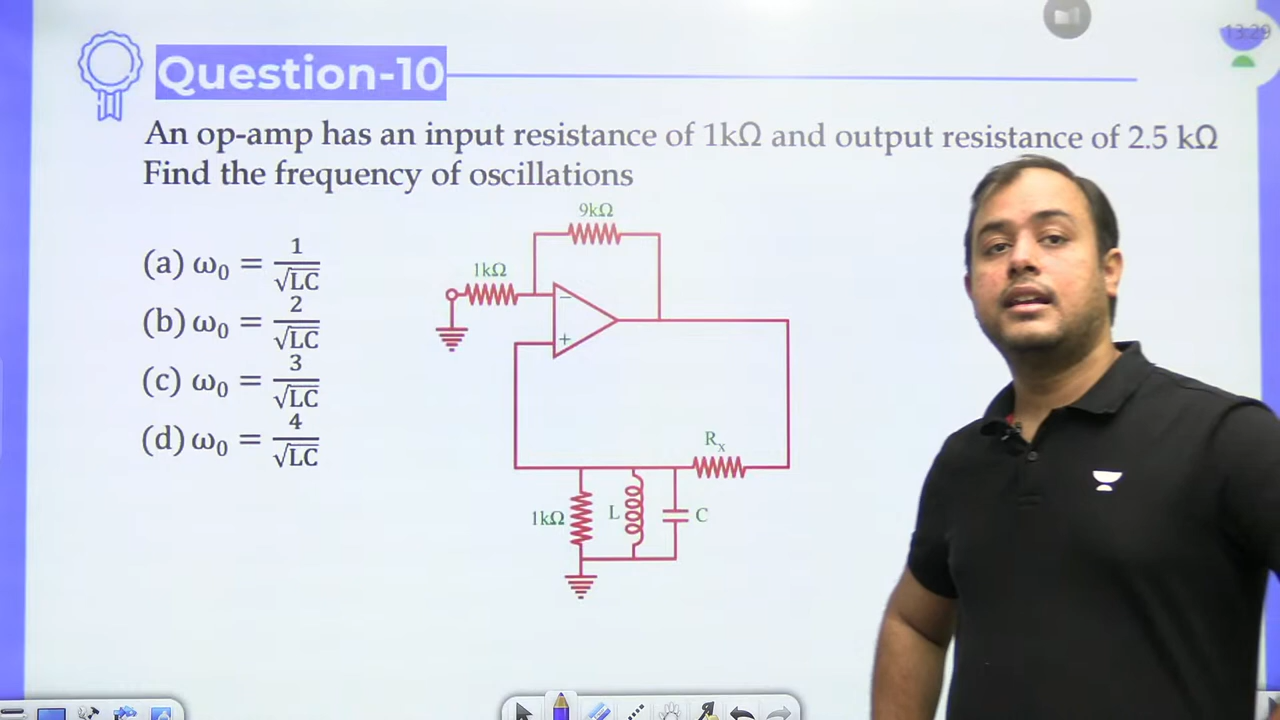 13:29
Question-10
An op-amp has an input resistance of 1kΩ and output resistance of 2.5 kΩ
Find the frequency of oscillations
(a) ω₀ = 1/√LC
(b) ω₀ = 2/√LC
(c) ω₀ = 3/√LC
(d) ω₀ = 4/√LC
9kΩ
1kΩ
−
+
Rₓ
1kΩ
L
C